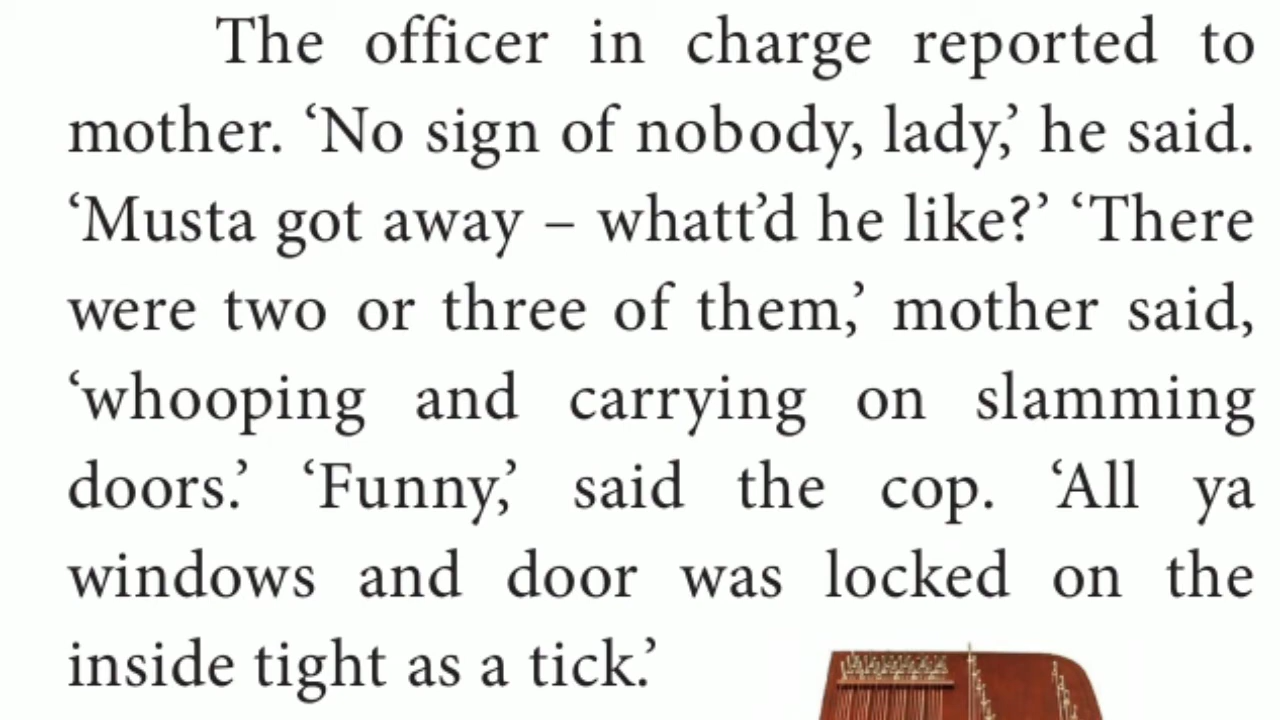 The officer in charge reported to
mother. ‘No sign of nobody, lady,’ he said.
‘Musta got away – whatt’d he like?’ ‘There
were two or three of them,’ mother said,
‘whooping and carrying on slamming
doors.’ ‘Funny,’ said the cop. ‘All ya
windows and door was locked on the
inside tight as a tick.’